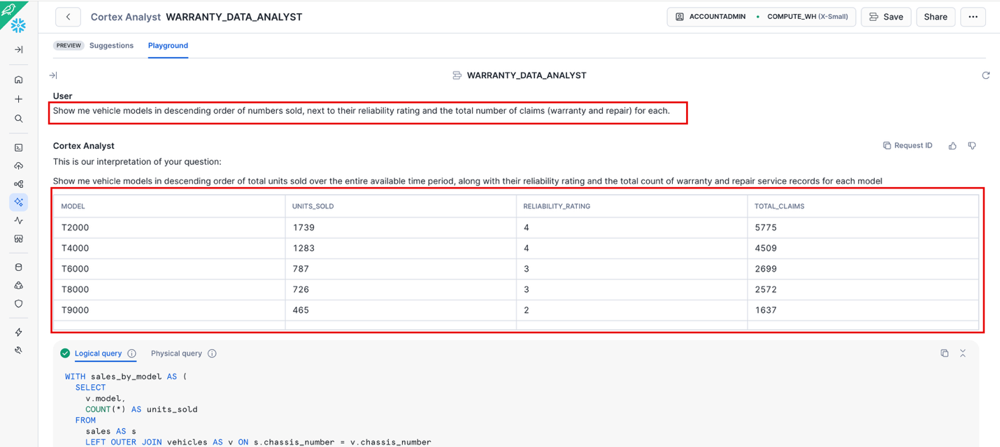 Cortex Analyst WARRANTY_DATA_ANALYST
ACCOUNTADMIN • COMPUTE_WH (X-Small)
Save
Share
PREVIEW Suggestions Playground
WARRANTY_DATA_ANALYST
User
Show me vehicle models in descending order of numbers sold, next to their reliability rating and the total number of claims (warranty and repair) for each.
Cortex Analyst
Request ID
This is our interpretation of your question:
Show me vehicle models in descending order of total units sold over the entire available time period, along with their reliability rating and the total count of warranty and repair service records for each model
MODEL UNITS_SOLD RELIABILITY_RATING TOTAL_CLAIMS
T2000 1739 4 5775
T4000 1283 4 4509
T6000 787 3 2699
T8000 726 3 2572
T9000 465 2 1637
Logical query Physical query
WITH sales_by_model AS (
SELECT
v.model,
COUNT(*) AS units_sold
FROM
sales AS s
LEFT OUTER JOIN vehicles AS v ON s.chassis_number = v.chassis_number